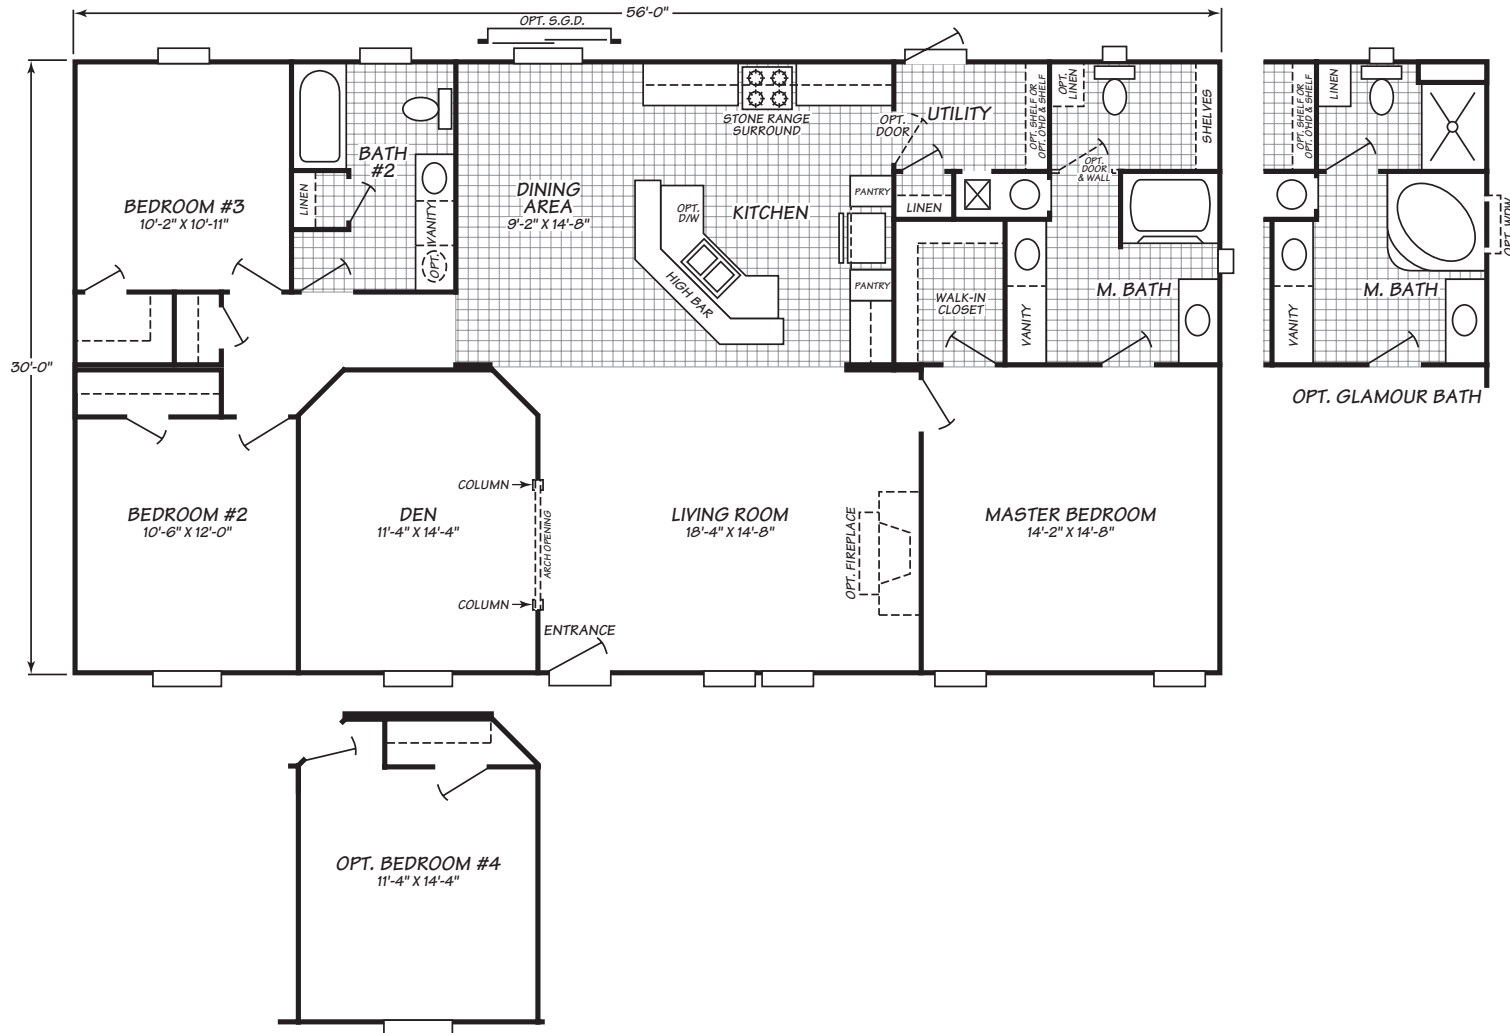 56'-0"
OPT. S.G.D.
30'-0"
BEDROOM #3
10'-2" X 10'-11"
BATH
#2
LINEN
VANITY
OPT.
DINING
AREA
9'-2" X 14'-8"
STONE RANGE
SURROUND
KITCHEN
OPT.
D/W
HIGH BAR
PANTRY
PANTRY
OPT.
DOOR
UTILITY
LINEN
OPT. SHELF OR
OPT. O'HD & SHELF
OPT.
LINEN
SHELVES
OPT.
DOOR
& WALL
WALK-IN
CLOSET
VANITY
M. BATH
OPT. SHELF OR
OPT. O'HD & SHELF
LINEN
OPT. WDW
M. BATH
VANITY
OPT. GLAMOUR BATH
BEDROOM #2
10'-6" X 12'-0"
DEN
11'-4" X 14'-4"
COLUMN
ARCH OPENING
COLUMN
ENTRANCE
LIVING ROOM
18'-4" X 14'-8"
OPT. FIREPLACE
MASTER BEDROOM
14'-2" X 14'-8"
OPT. BEDROOM #4
11'-4" X 14'-4"